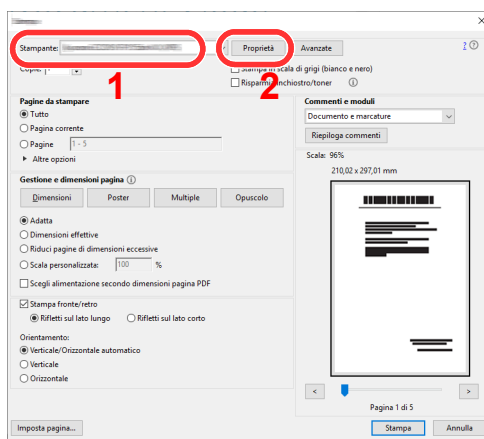 Stampante:
Proprietà
Avanzate
?
Copie: 1
Stampa in scala di grigi (bianco e nero)
Risparmia inchiostro/toner
1
2
Pagine da stampare
Tutto
Pagina corrente
Pagine 1 - 5
Altre opzioni
Gestione e dimensioni pagina
Dimensioni Poster Multiple Opuscolo
Adatta
Dimensioni effettive
Riduci pagine di dimensioni eccessive
Scala personalizzata: 100 %
Scegli alimentazione secondo dimensioni pagina PDF
Stampa fronte/retro
Rifletti sul lato lungo Rifletti sul lato corto
Orientamento:
Verticale/Orizzontale automatico
Verticale
Orizzontale
Commenti e moduli
Documento e marcature
Riepiloga commenti
Scala: 96%
210,02 x 297,01 mm
< >
Pagina 1 di 5
Imposta pagina... Stampa Annulla